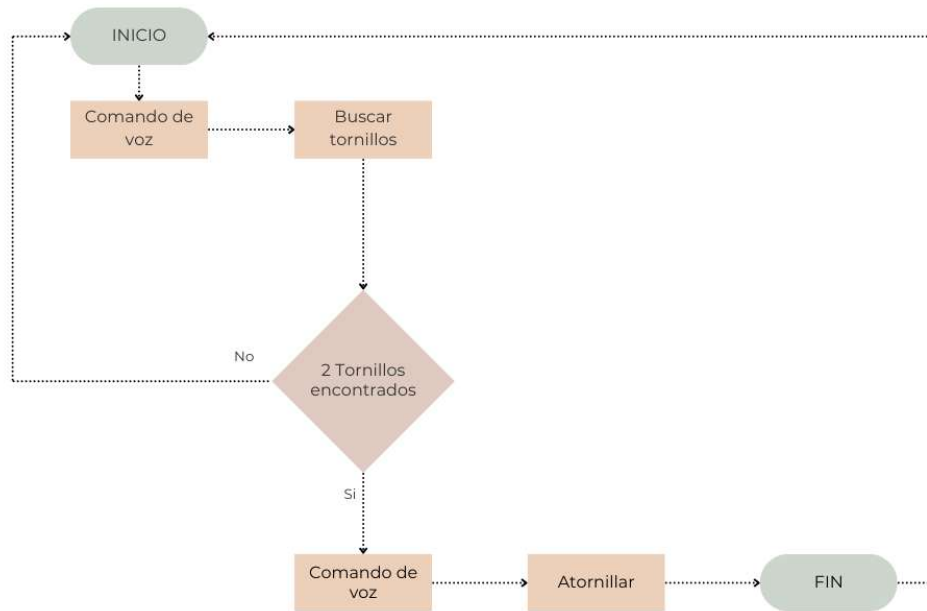 INICIO
Comando de
voz
Buscar
tornillos
No
2 Tornillos
encontrados
Si
Comando de
voz
Atornillar
FIN